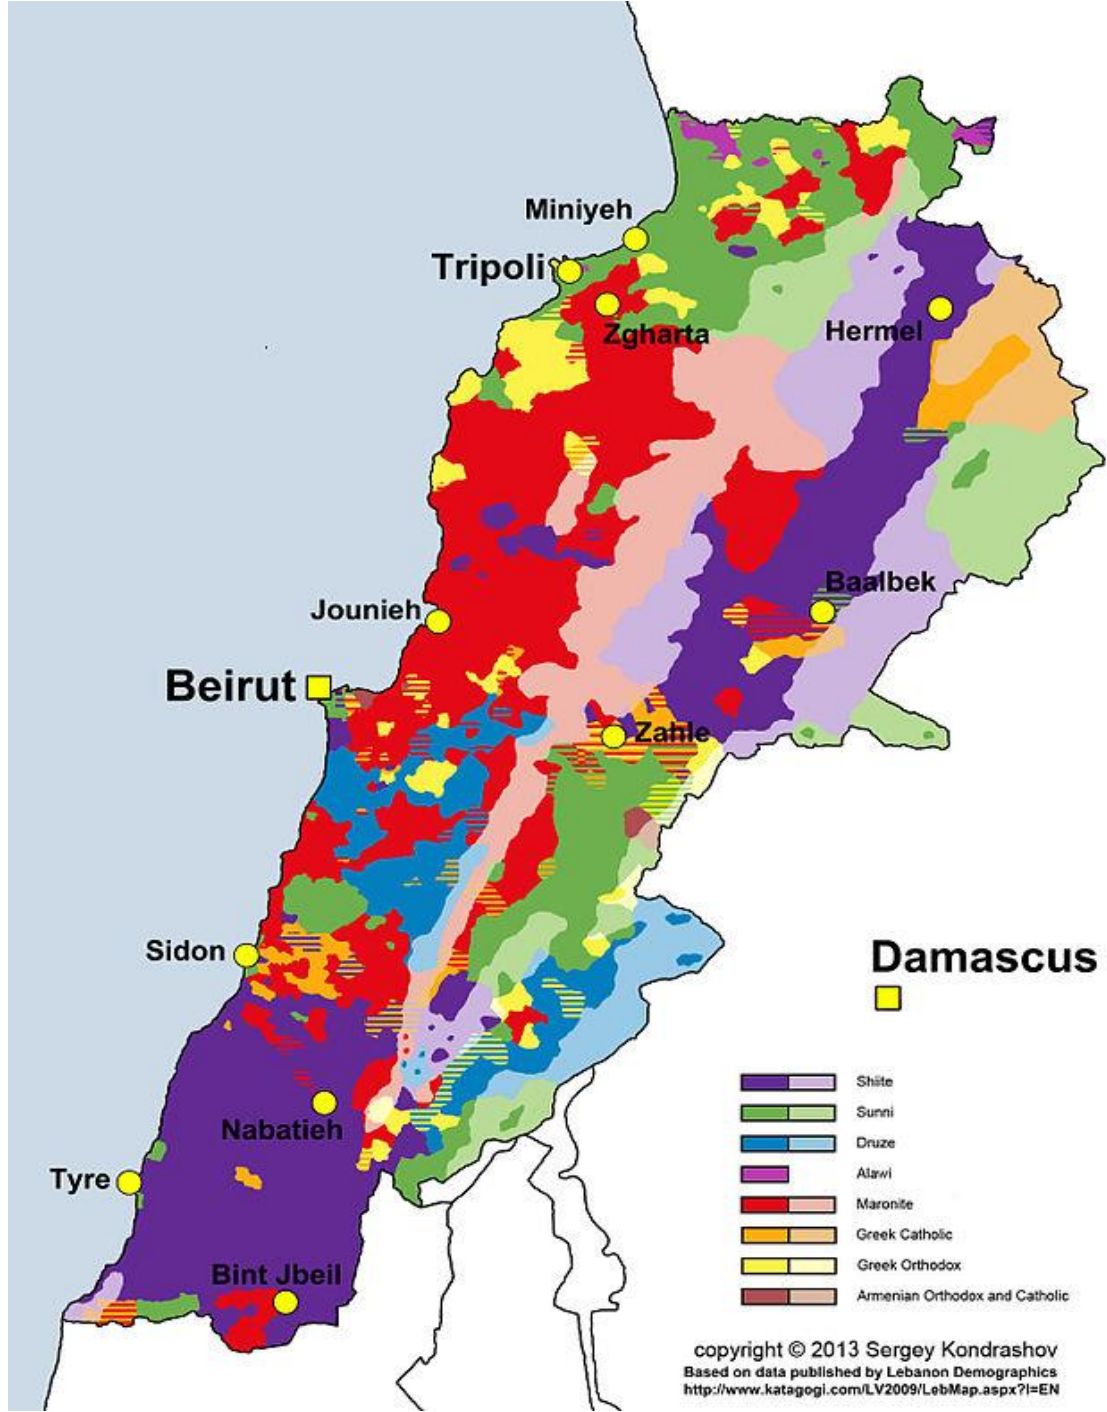 Miniyeh
Tripoli
Zgharta
Hermel
Baalbek
Jounieh
Beirut
Zahle
Sidon
Damascus
Nabatieh
Tyre
Bint Jbeil
Shiite
Sunni
Druze
Alawi
Maronite
Greek Catholic
Greek Orthodox
Armenian Orthodox and Catholic
copyright © 2013 Sergey Kondrashov
Based on data published by Lebanon Demographics
http://www.katagogi.com/LV2009/LebMap.aspx?l=EN